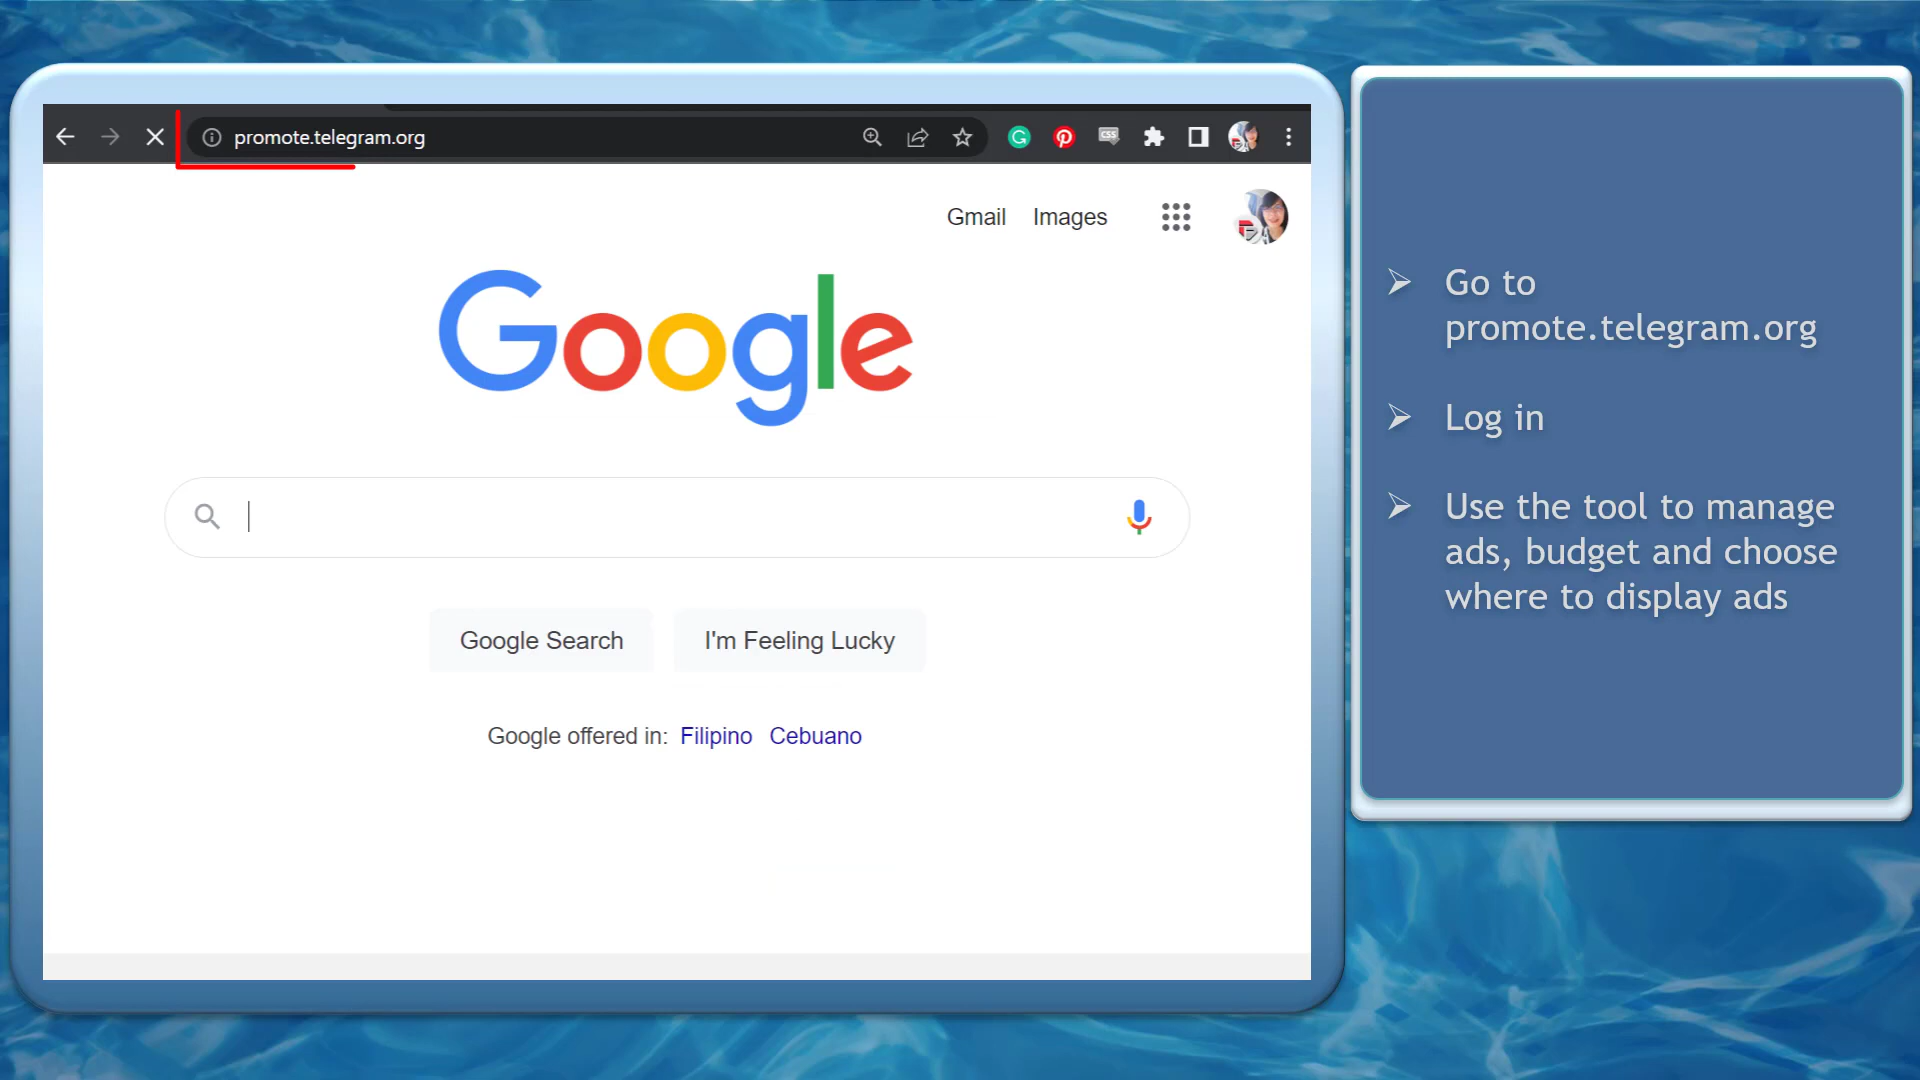 promote.telegram.org
CSS
Gmail Images
Google
Google Search I'm Feeling Lucky
Google offered in: Filipino Cebuano
Go to
promote.telegram.org
Log in
Use the tool to manage
ads, budget and choose
where to display ads